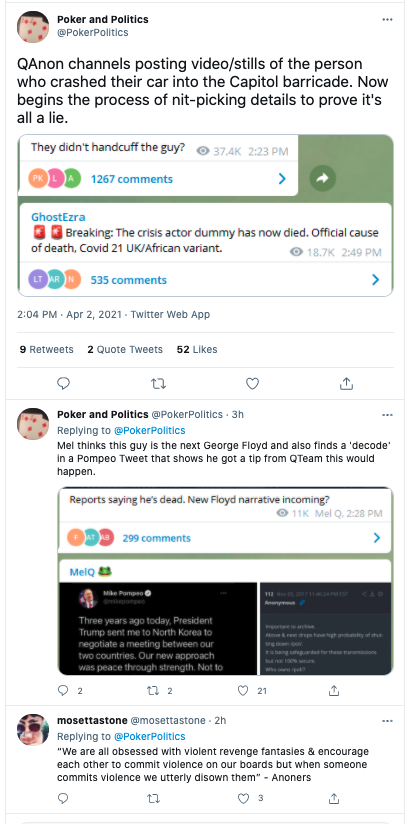 Poker and Politics
@PokerPolitics
QAnon channels posting video/stills of the person
who crashed their car into the Capitol barricade. Now
begins the process of nit-picking details to prove it's
all a lie.
They didn't handcuff the guy? 37.4K 2:23 PM
PK L A 1267 comments
GhostEzra
🚨🚨 Breaking: The crisis actor dummy has now died. Official cause
of death, Covid 21 UK/African variant. 18.7K 2:49 PM
LT AR N 535 comments
2:04 PM · Apr 2, 2021 · Twitter Web App
9 Retweets 2 Quote Tweets 52 Likes
Poker and Politics @PokerPolitics · 3h
Replying to @PokerPolitics
Mel thinks this guy is the next George Floyd and also finds a 'decode'
in a Pompeo Tweet that shows he got a tip from QTeam this would
happen.
Reports saying he's dead. New Floyd narrative incoming?
11K Mel Q, 2:28 PM
F AT AB 299 comments
MelQ 🐸
Mike Pompeo
@mikepompeo
Three years ago today, President
Trump sent me to North Korea to
negotiate a meeting between our
two countries. Our new approach
was peace through strength. Not to
112
Anonymous
Important to archive.
Above & next drops have high probability of shut-
ting down
It is being safeguarded for these transmissions
but not 100% secure.
Who owns
2 2 21
mosettastone @mosettastone · 2h
Replying to @PokerPolitics
“We are all obsessed with violent revenge fantasies & encourage
each other to commit violence on our boards but when someone
commits violence we utterly disown them” - Anoners
3